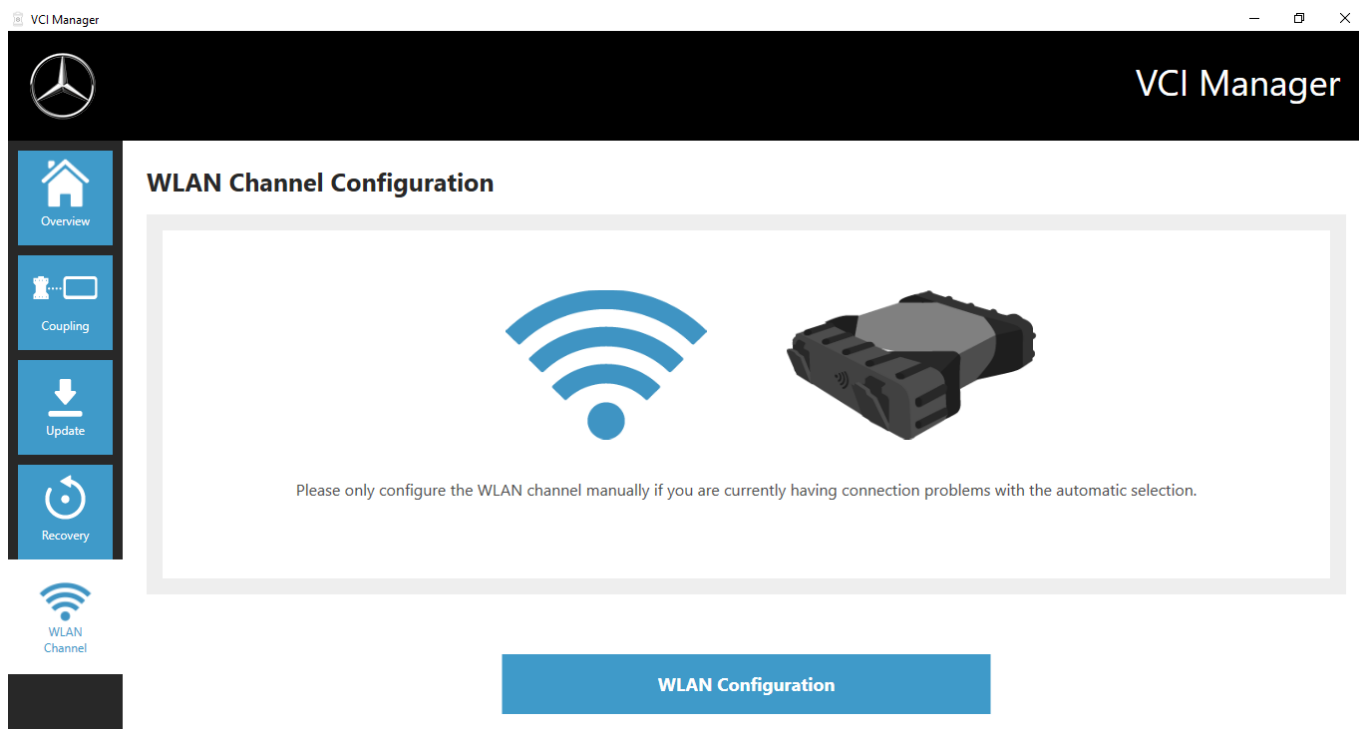 VCI Manager
VCI Manager
Overview
Coupling
Update
Recovery
WLAN
Channel
WLAN Channel Configuration
Please only configure the WLAN channel manually if you are currently having connection problems with the automatic selection.
WLAN Configuration